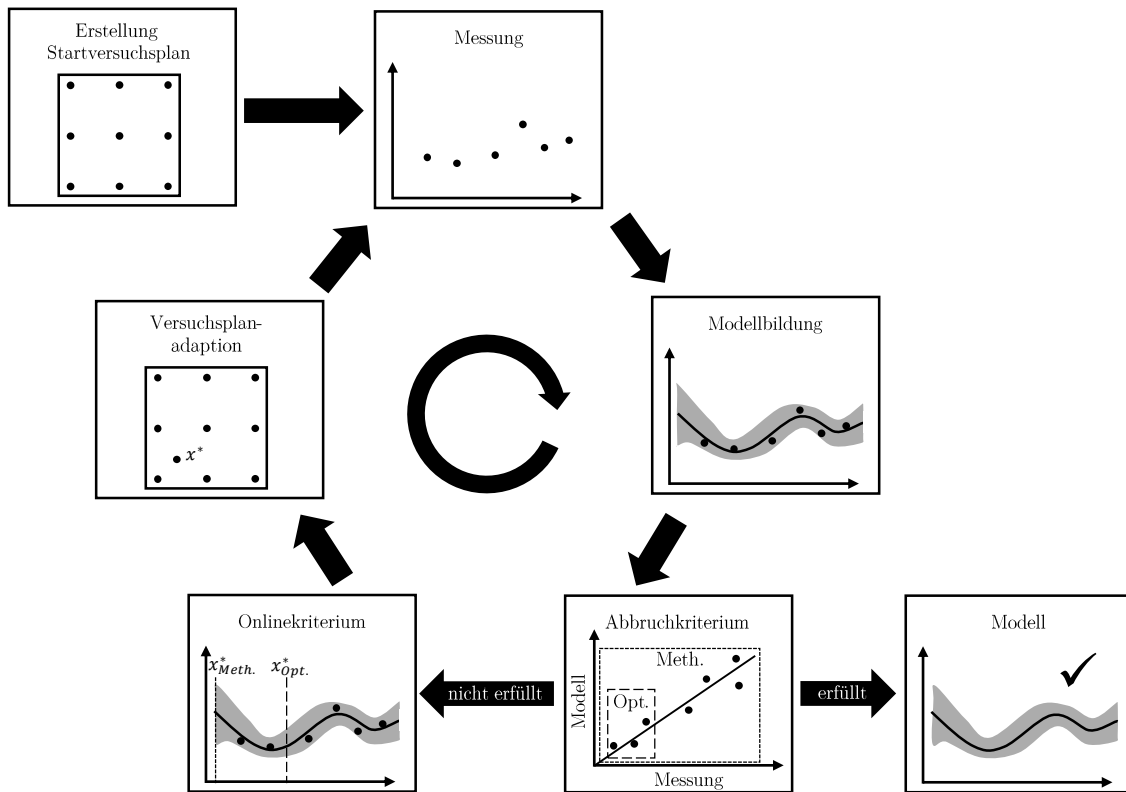 Erstellung
Startversuchsplan
Messung
Versuchsplan-
adaption
x*
Modellbildung
Onlinekriterium
x*Meth. x*Opt.
nicht erfüllt
Abbruchkriterium
Meth.
Opt.
Modell
Messung
erfüllt
Modell